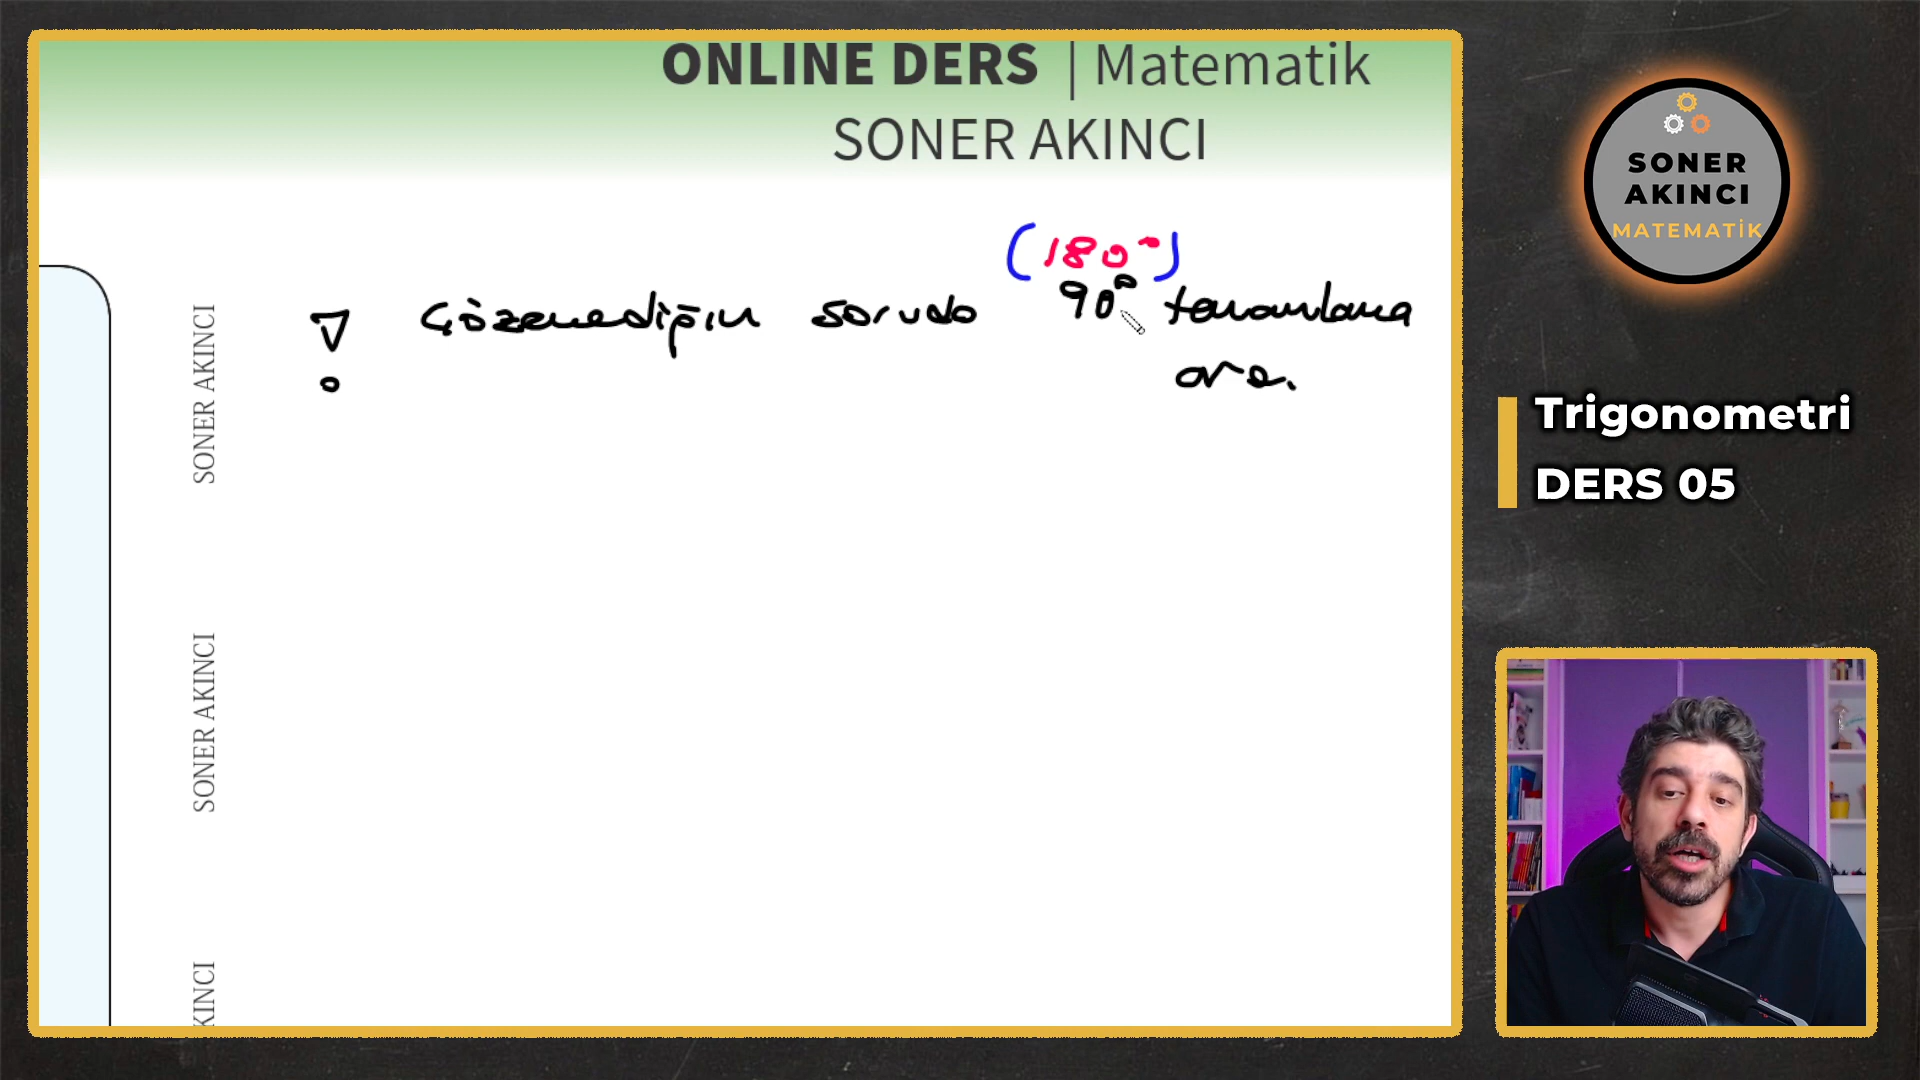 ONLINE DERS | Matematik
SONER AKINCI
(180°)
! Çözemediğin soruda 90° tamamlama
ara.
SONER AKINCI
SONER AKINCI
KINCI
SONER
AKINCI
MATEMATİK
Trigonometri
DERS 05